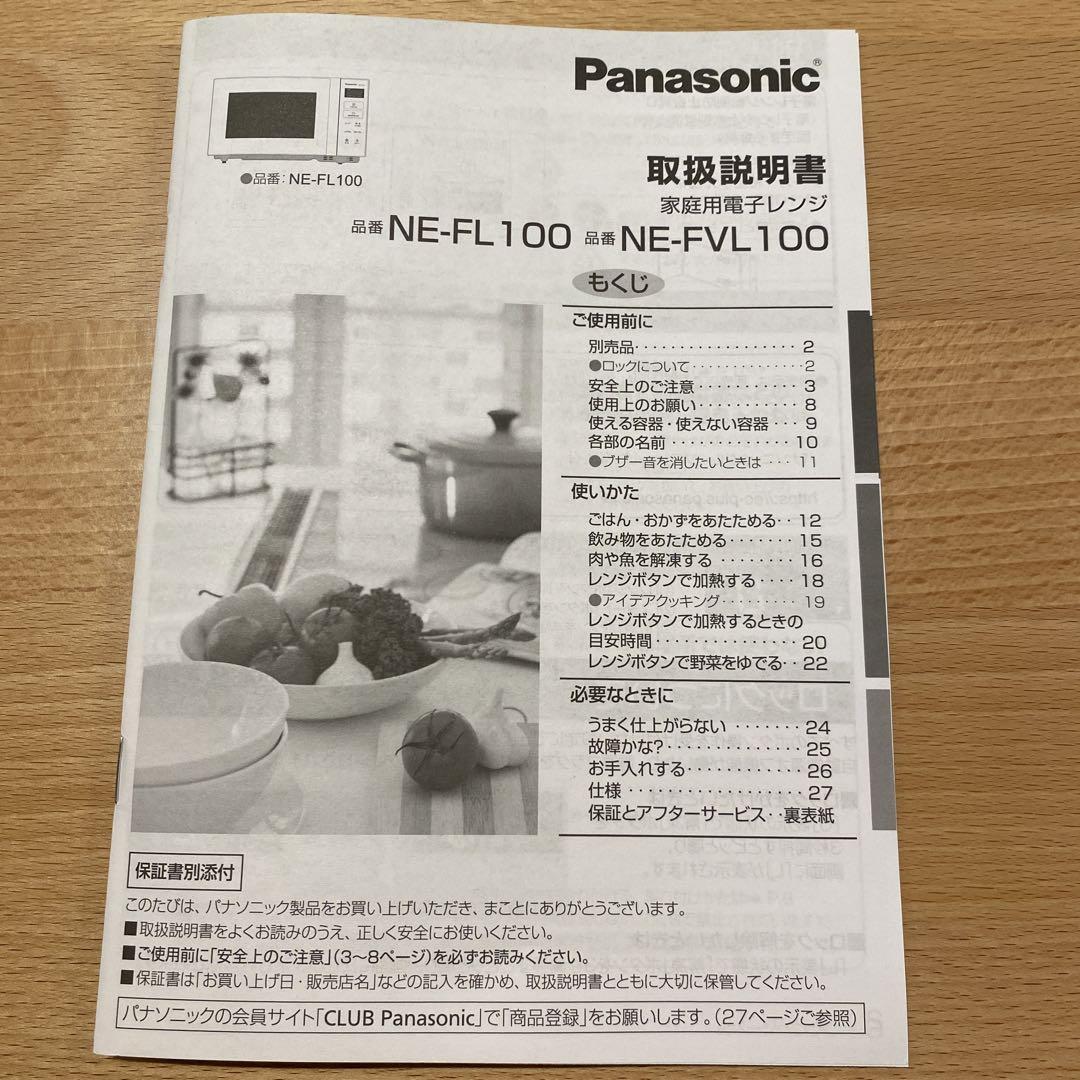 Panasonic®
取扱説明書
家庭用電子レンジ
●品番：NE-FL100
品番 NE-FL100 品番 NE-FVL100
もくじ
ご使用前に
別売品・・・・・・・・・・・・・・・・・・ 2
●ロックについて・・・・・・・・・・・・・・2
安全上のご注意・・・・・・・・・・・ 3
使用上のお願い・・・・・・・・・・・ 8
使える容器・使えない容器・・・ 9
各部の名前・・・・・・・・・・・・・ 10
●ブザー音を消したいときは・・・・ 11
使いかた
ごはん・おかずをあたためる・・ 12
飲み物をあたためる・・・・・・・ 15
肉や魚を解凍する・・・・・・・・ 16
レンジボタンで加熱する・・・・ 18
●アイデアクッキング・・・・・・・・・ 19
レンジボタンで加熱するときの
目安時間・・・・・・・・・・・・・・・ 20
レンジボタンで野菜をゆでる・・ 22
必要なときに
うまく仕上がらない・・・・・・・ 24
故障かな?・・・・・・・・・・・・・・ 25
お手入れする・・・・・・・・・・・・ 26
仕様・・・・・・・・・・・・・・・・・・ 27
保証とアフターサービス・・裏表紙
保証書別添付
このたびは、パナソニック製品をお買い上げいただき、まことにありがとうございます。
■取扱説明書をよくお読みのうえ、正しく安全にお使いください。
■ご使用前に「安全上のご注意」（3〜8ページ）を必ずお読みください。
■保証書は「お買い上げ日・販売店名」などの記入を確かめ、取扱説明書とともに大切に保管してください。
パナソニックの会員サイト「CLUB Panasonic」で「商品登録」をお願いします。（27ページご参照）